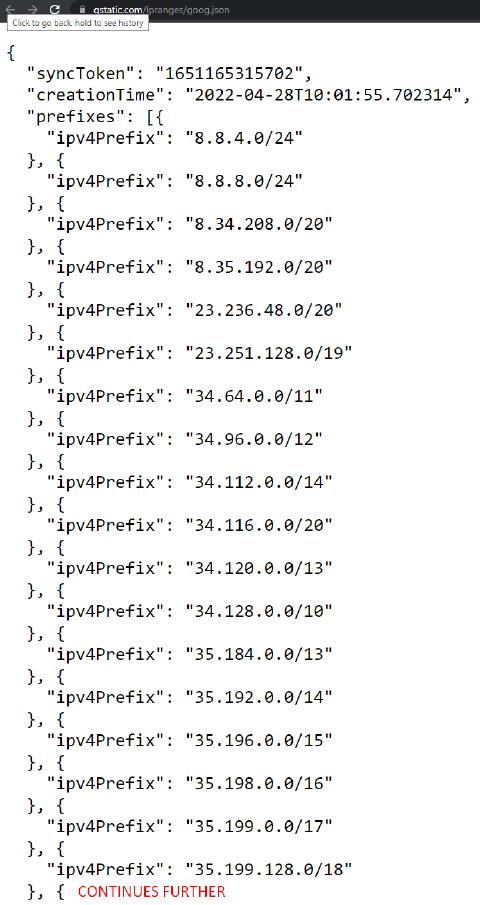 gstatic.com/ipranges/goog.json
Click to go back, hold to see history
{
"syncToken": "1651165315702",
"creationTime": "2022-04-28T10:01:55.702314",
"prefixes": [{
"ipv4Prefix": "8.8.4.0/24"
}, {
"ipv4Prefix": "8.8.8.0/24"
}, {
"ipv4Prefix": "8.34.208.0/20"
}, {
"ipv4Prefix": "8.35.192.0/20"
}, {
"ipv4Prefix": "23.236.48.0/20"
}, {
"ipv4Prefix": "23.251.128.0/19"
}, {
"ipv4Prefix": "34.64.0.0/11"
}, {
"ipv4Prefix": "34.96.0.0/12"
}, {
"ipv4Prefix": "34.112.0.0/14"
}, {
"ipv4Prefix": "34.116.0.0/20"
}, {
"ipv4Prefix": "34.120.0.0/13"
}, {
"ipv4Prefix": "34.128.0.0/10"
}, {
"ipv4Prefix": "35.184.0.0/13"
}, {
"ipv4Prefix": "35.192.0.0/14"
}, {
"ipv4Prefix": "35.196.0.0/15"
}, {
"ipv4Prefix": "35.198.0.0/16"
}, {
"ipv4Prefix": "35.199.0.0/17"
}, {
"ipv4Prefix": "35.199.128.0/18"
}, { CONTINUES FURTHER